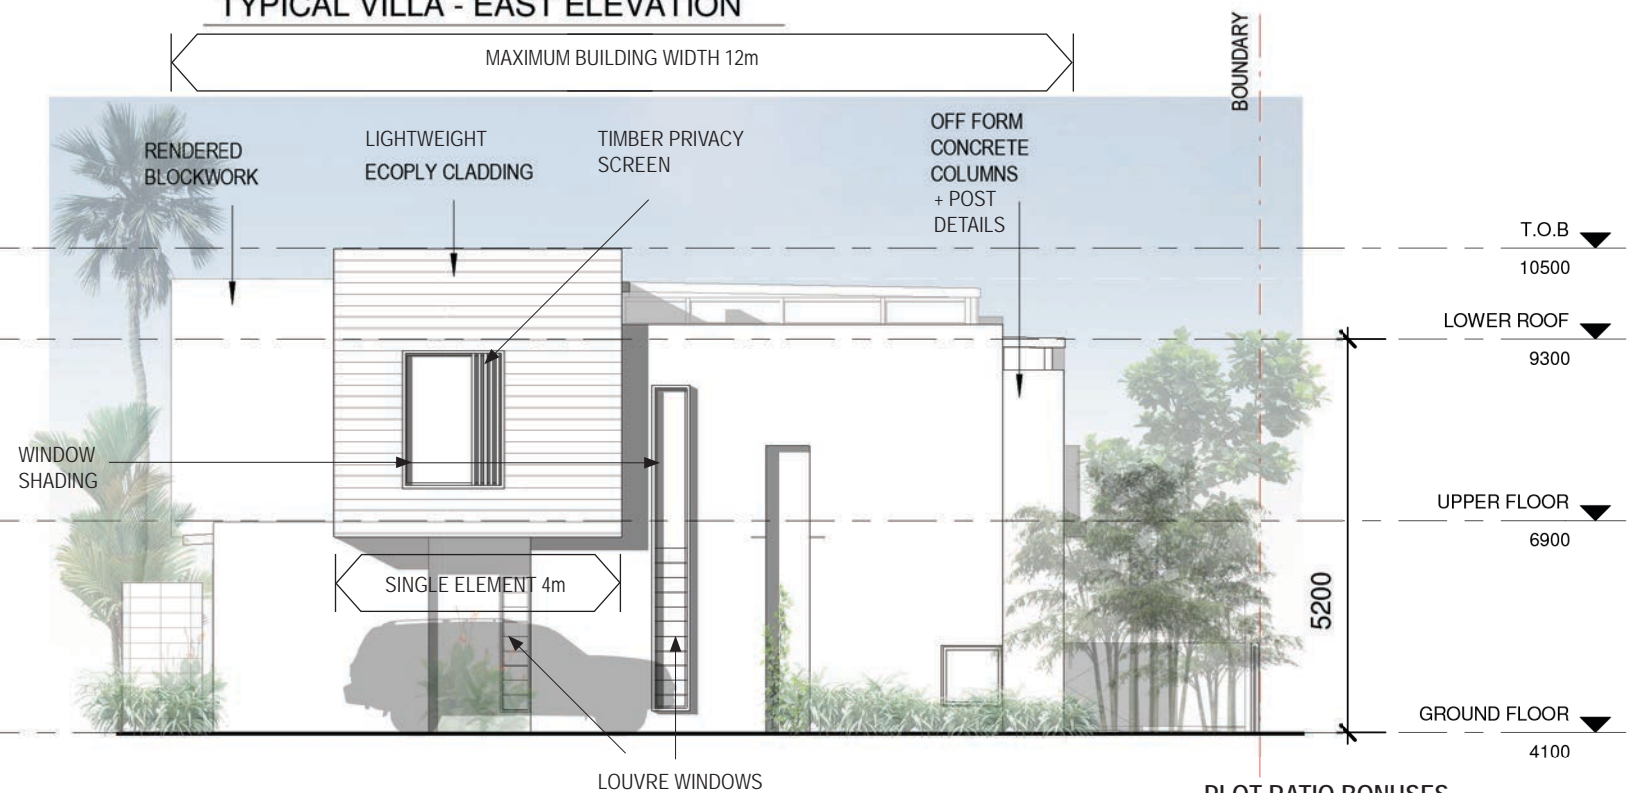 TYPICAL VILLA - EAST ELEVATION
MAXIMUM BUILDING WIDTH 12m
BOUNDARY
RENDERED
BLOCKWORK
LIGHTWEIGHT
ECOPLY CLADDING
TIMBER PRIVACY
SCREEN
OFF FORM
CONCRETE
COLUMNS
+ POST
DETAILS
T.O.B
10500
LOWER ROOF
9300
WINDOW
SHADING
UPPER FLOOR
6900
SINGLE ELEMENT 4m
5200
GROUND FLOOR
4100
LOUVRE WINDOWS
PLOT RATIO BONUSES